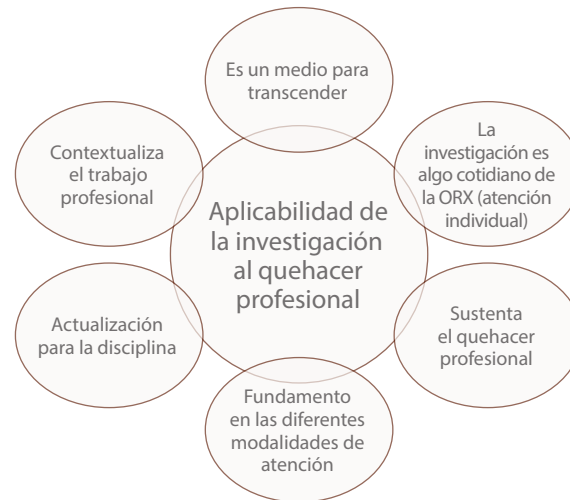 Es un medio para
transcender
La
investigación es
algo cotidiano de
la ORX (atención
individual)
Contextualiza
el trabajo
profesional
Aplicabilidad de
la investigación
al quehacer
profesional
Sustenta
el quehacer
profesional
Actualización
para la disciplina
Fundamento
en las diferentes
modalidades de
atención